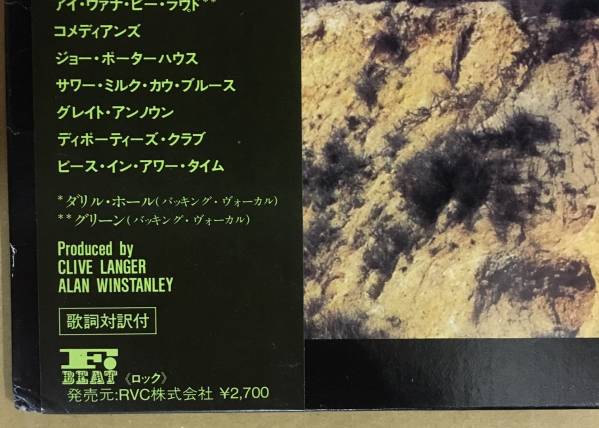 アイ・ヴァナ・ビー・ラヴド**
コメディアンズ
ジョー・ポーターハウス
サワー・ミルク・カウ・ブルース
グレイト・アンノウン
ディポーティーズ・クラブ
ピース・イン・アワー・タイム
*ダリル・ホール(バッキング・ヴォーカル)
**グリーン(バッキング・ヴォーカル)
Produced by
CLIVE LANGER
ALAN WINSTANLEY
歌詞対訳付
F.
BEAT 《ロック》
発売元:RVC株式会社 ¥2,700